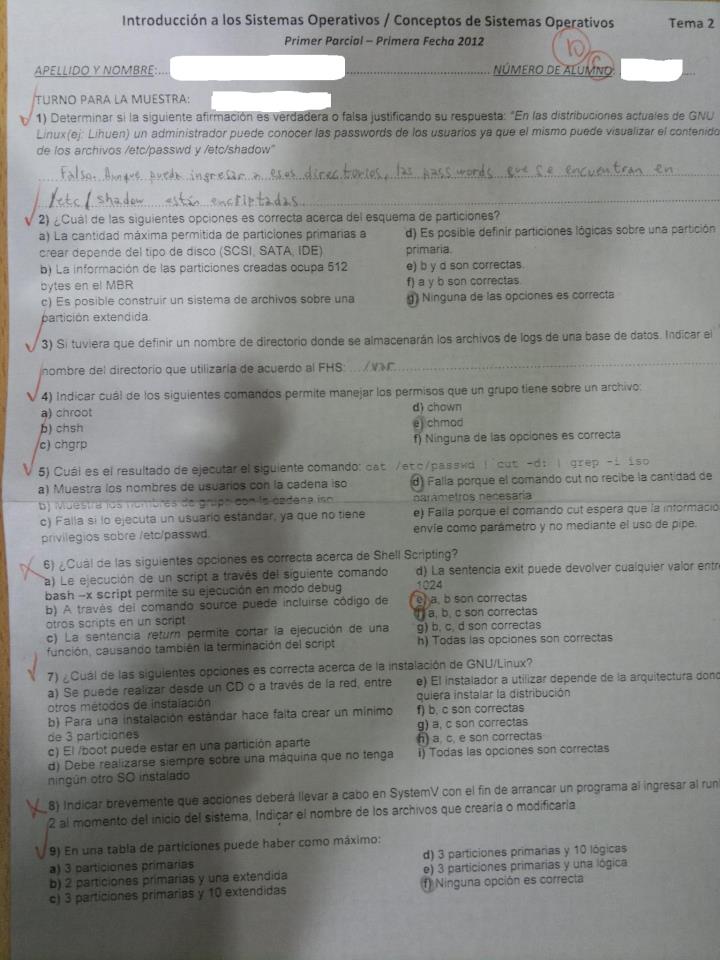 Introducción a los Sistemas Operativos / Conceptos de Sistemas Operativos Tema 2
Primer Parcial – Primera Fecha 2012
APELLIDO Y NOMBRE: NÚMERO DE ALUMNO:
TURNO PARA LA MUESTRA:
1) Determinar si la siguiente afirmación es verdadera o falsa justificando su respuesta: "En las distribuciones actuales de GNU
Linux(ej: Lihuen) un administrador puede conocer las passwords de los usuarios ya que el mismo puede visualizar el contenido
de los archivos /etc/passwd y /etc/shadow"
Falso. Aunque pueda ingresar a esos directorios, las passwords que se encuentran en
/etc/shadow están encriptadas.
2) ¿Cuál de las siguientes opciones es correcta acerca del esquema de particiones?
a) La cantidad máxima permitida de particiones primarias a
crear depende del tipo de disco (SCSI, SATA, IDE)
b) La información de las particiones creadas ocupa 512
bytes en el MBR
c) Es posible construir un sistema de archivos sobre una
partición extendida.
d) Es posible definir particiones lógicas sobre una partición
primaria.
e) b y d son correctas.
f) a y b son correctas.
g) Ninguna de las opciones es correcta
3) Si tuviera que definir un nombre de directorio donde se almacenarán los archivos de logs de una base de datos. Indicar el
nombre del directorio que utilizaría de acuerdo al FHS: /var
4) Indicar cuál de los siguientes comandos permite manejar los permisos que un grupo tiene sobre un archivo:
a) chroot
b) chsh
c) chgrp
d) chown
e) chmod
f) Ninguna de las opciones es correcta
5) Cuál es el resultado de ejecutar el siguiente comando: cat /etc/passwd | cut -d: | grep -i iso
a) Muestra los nombres de usuarios con la cadena iso
b) Muestra los nombres de grupo con la cadena iso
c) Falla si lo ejecuta un usuario estándar, ya que no tiene
privilegios sobre /etc/passwd.
d) Falla porque el comando cut no recibe la cantidad de
parámetros necesaria
e) Falla porque el comando cut espera que la informació
envíe como parámetro y no mediante el uso de pipe.
6) ¿Cuál de las siguientes opciones es correcta acerca de Shell Scripting?
a) Le ejecución de un script a través del siguiente comando
bash –x script permite su ejecución en modo debug
b) A través del comando source puede incluirse código de
otros scripts en un script
c) La sentencia return permite cortar la ejecución de una
función, causando también la terminación del script
d) La sentencia exit puede devolver cualquier valor entre
1024
e) a, b son correctas
f) a, b, c son correctas
g) b, c, d son correctas
h) Todas las opciones son correctas
7) ¿Cuál de las siguientes opciones es correcta acerca de la instalación de GNU/Linux?
a) Se puede realizar desde un CD o a través de la red, entre
otros métodos de instalación
b) Para una instalación estándar hace falta crear un mínimo
de 3 particiones
c) El /boot puede estar en una partición aparte
d) Debe realizarse siempre sobre una máquina que no tenga
ningún otro SO instalado
e) El instalador a utilizar depende de la arquitectura dond
quiera instalar la distribución
f) b, c son correctas
g) a, c son correctas
h) a, c, e son correctas
i) Todas las opciones son correctas
8) Indicar brevemente que acciones deberá llevar a cabo en SystemV con el fin de arrancar un programa al ingresar al run
2 al momento del inicio del sistema, Indicar el nombre de los archivos que crearía o modificaría
9) En una tabla de particiones puede haber como máximo:
a) 3 particiones primarias
b) 2 particiones primarias y una extendida
c) 3 particiones primarias y 10 extendidas
d) 3 particiones primarias y 10 lógicas
e) 3 particiones primarias y una lógica
f) Ninguna opción es correcta